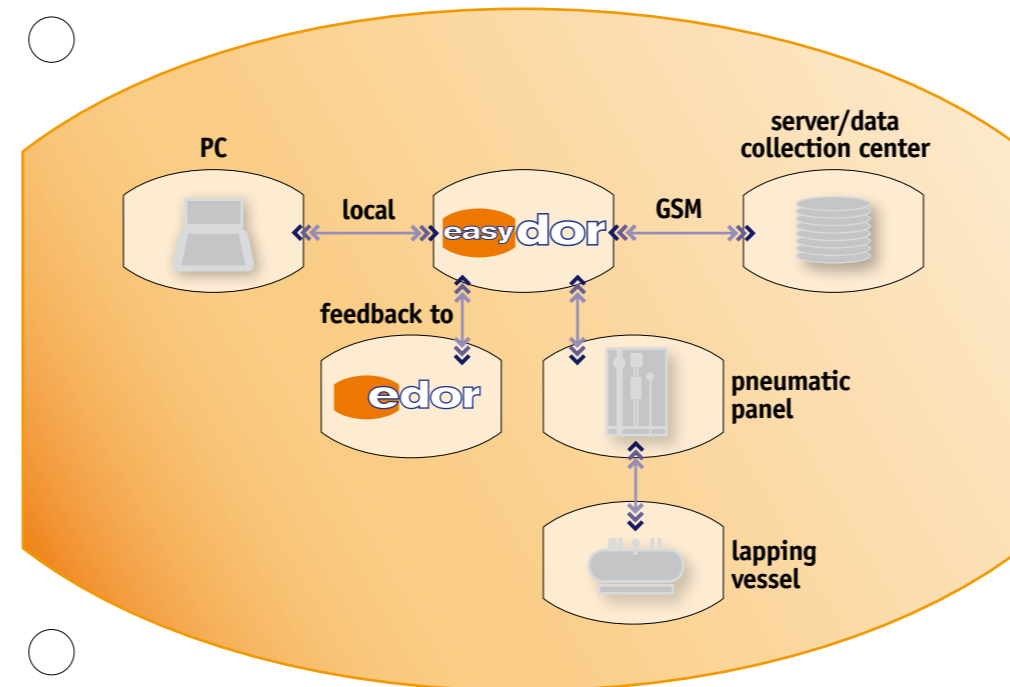 server/data
collection center
PC
local
easydor
GSM
feedback to
edor
pneumatic
panel
lapping
vessel